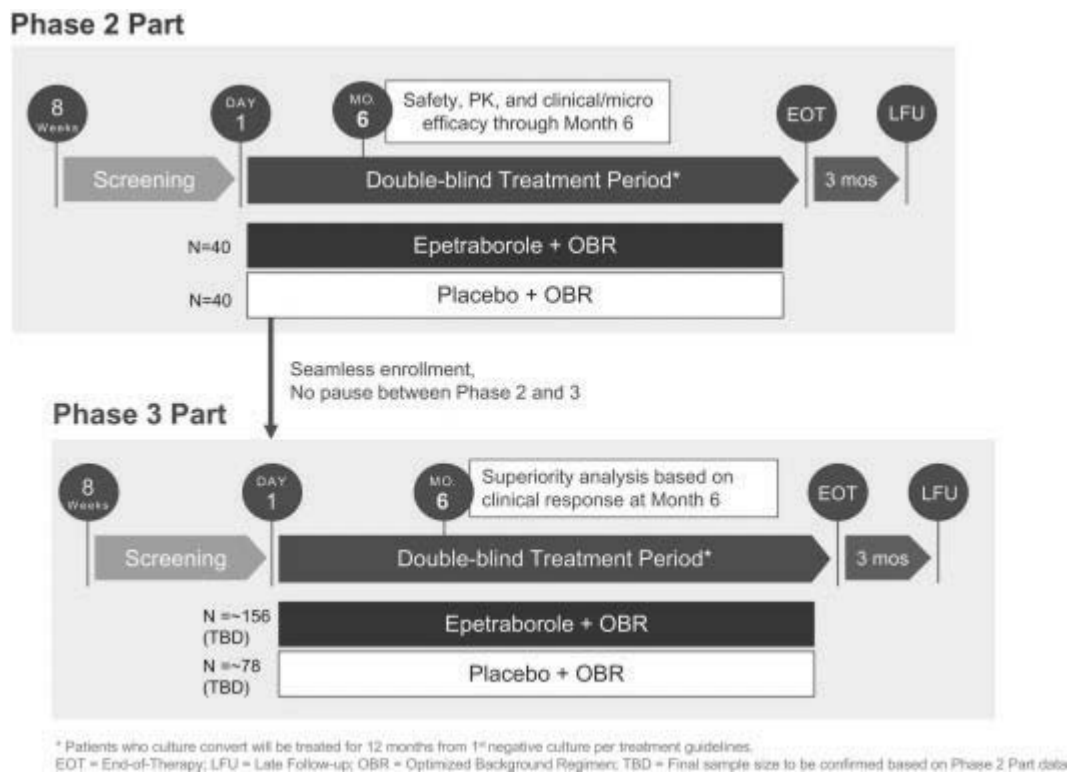 Phase 2 Part
8
Weeks
DAY
1
MO.
6
Safety, PK, and clinical/micro
efficacy through Month 6
EOT
LFU
Screening
Double-blind Treatment Period*
3 mos
N=40
Epetraborole + OBR
N=40
Placebo + OBR
Seamless enrollment,
No pause between Phase 2 and 3
Phase 3 Part
8
Weeks
DAY
1
MO.
6
Superiority analysis based on
clinical response at Month 6
EOT
LFU
Screening
Double-blind Treatment Period*
3 mos
N =~156
(TBD)
Epetraborole + OBR
N =~78
(TBD)
Placebo + OBR
* Patients who culture convert will be treated for 12 months from 1st negative culture per treatment guidelines.
EOT = End-of-Therapy; LFU = Late Follow-up; OBR = Optimized Background Regimen; TBD = Final sample size to be confirmed based on Phase 2 Part data